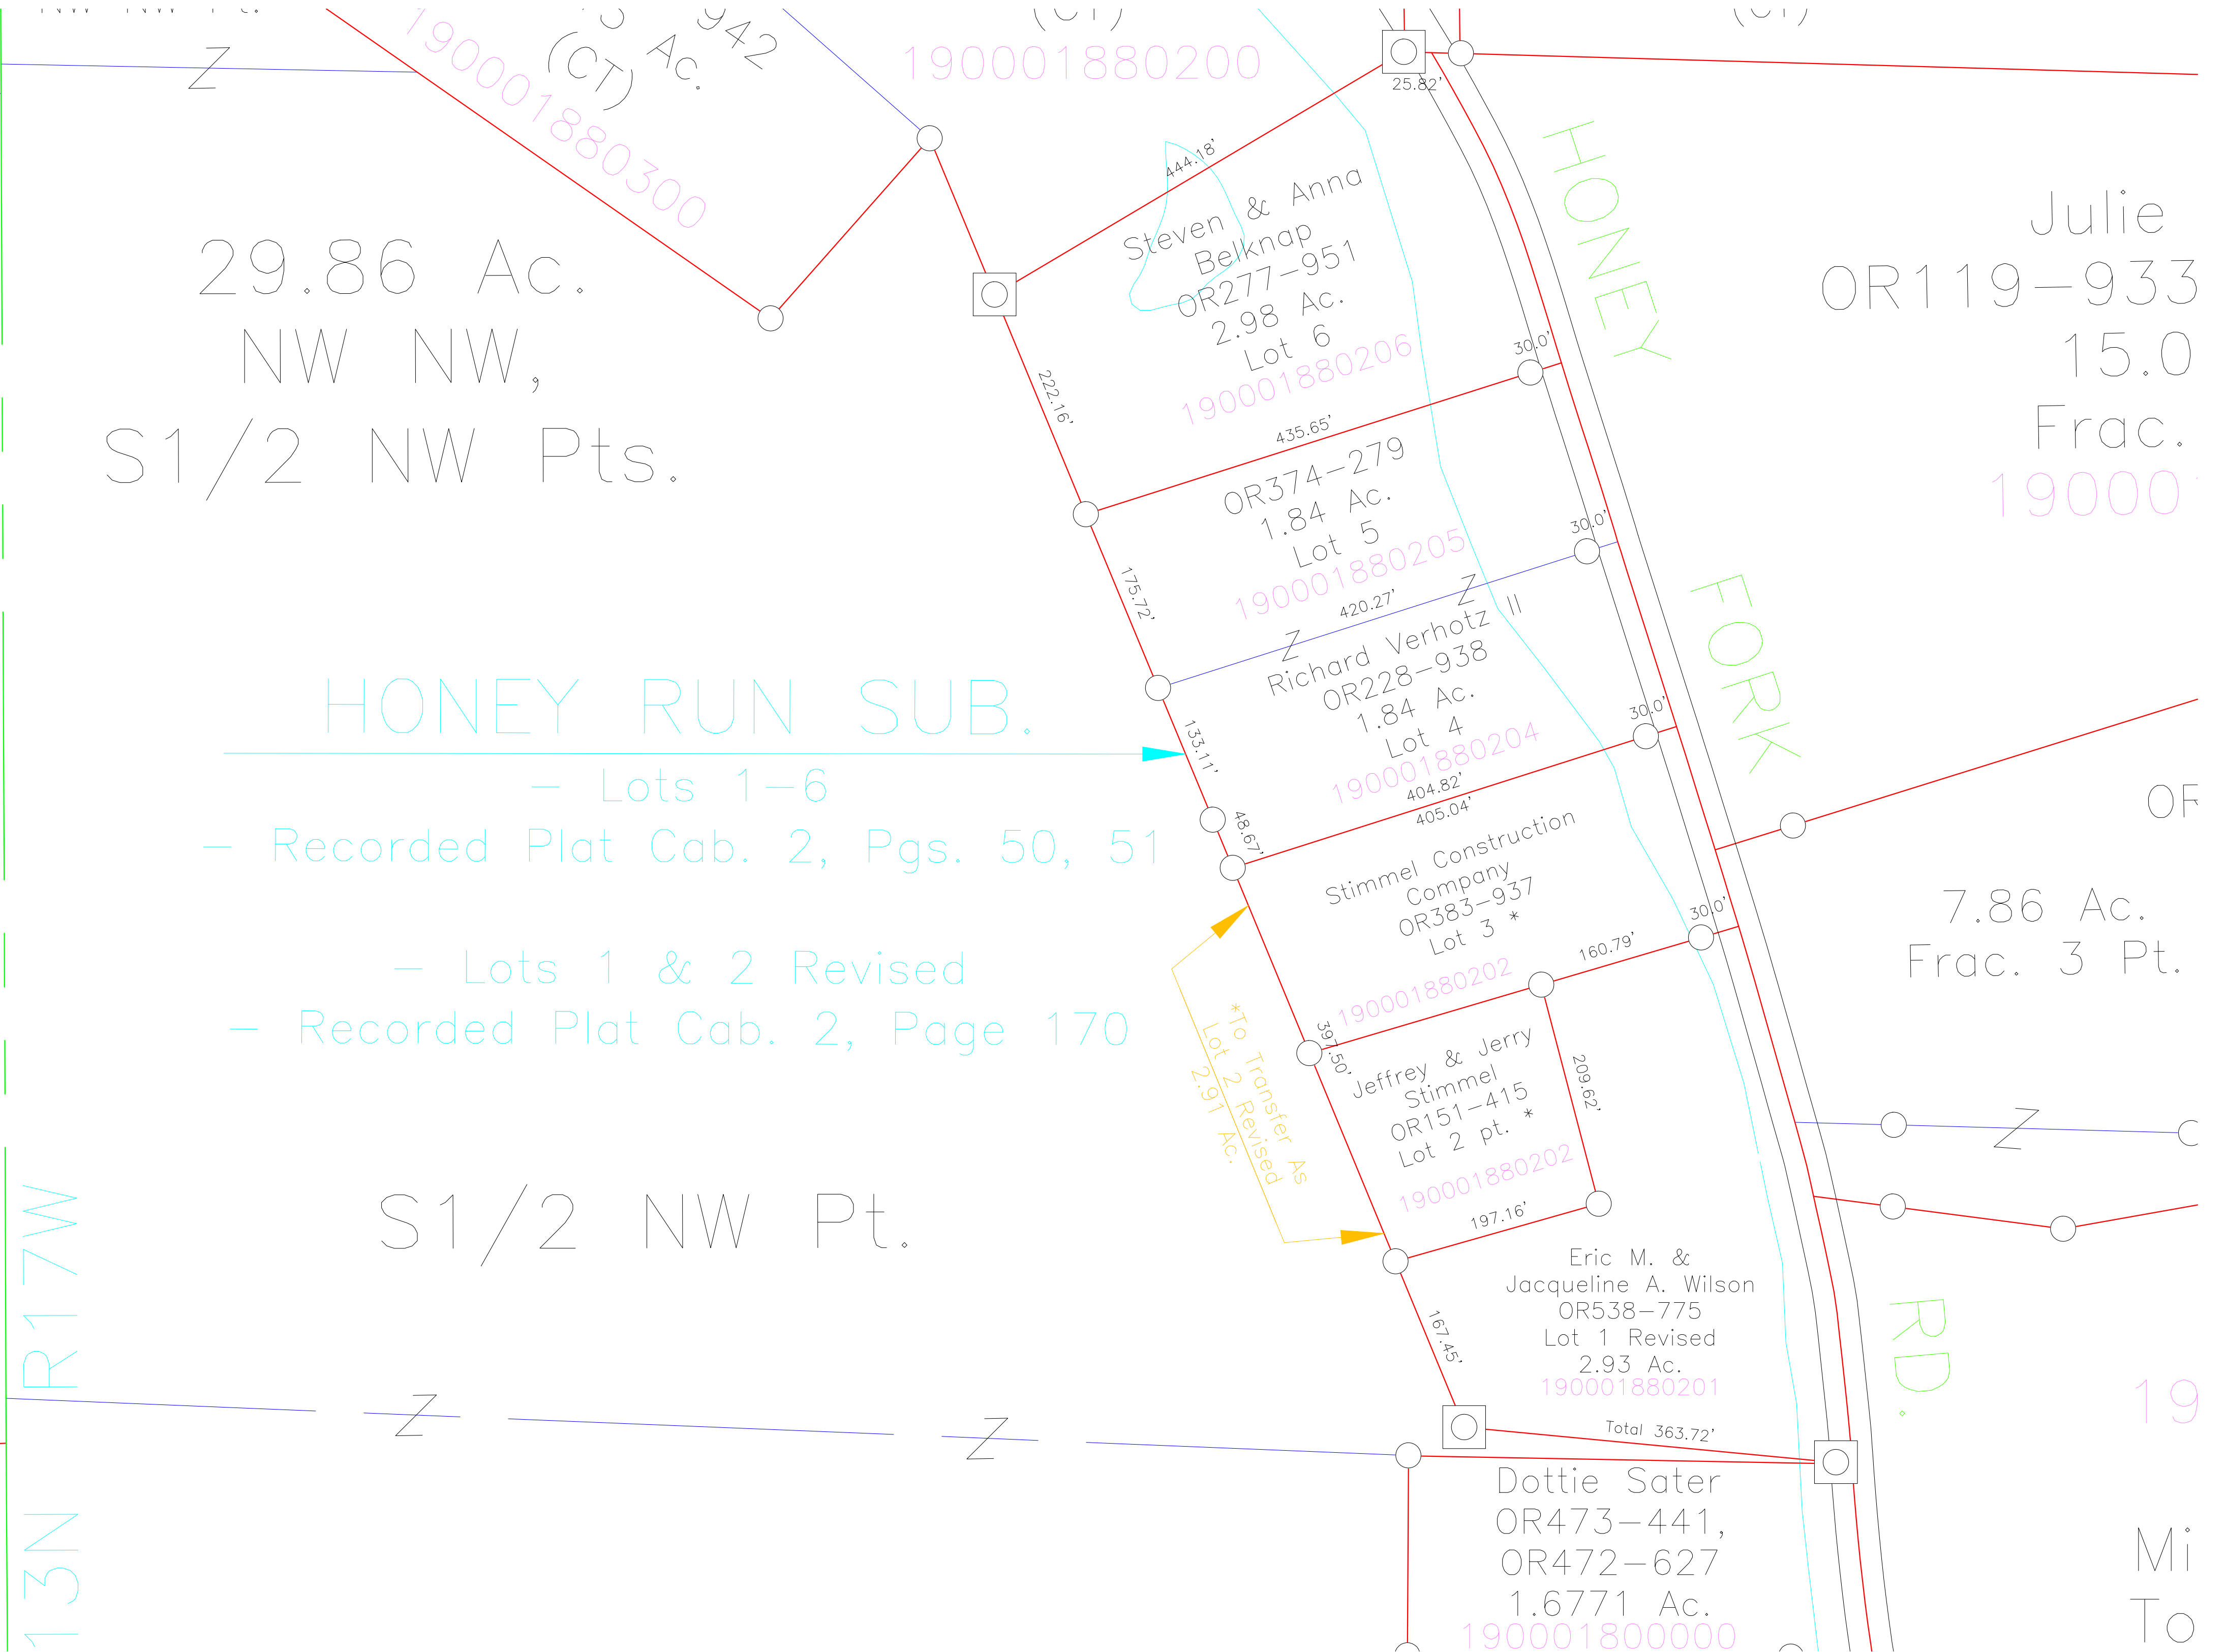 942
Ac.
(CT)
190001880300
190001880200
25.82'
29.86 Ac.
NW NW,
S1/2 NW Pts.
HONEY RUN SUB.
- Lots 1-6
- Recorded Plat Cab. 2, Pgs. 50, 51
- Lots 1 & 2 Revised
- Recorded Plat Cab. 2, Page 170
S1/2 NW Pt.
R17W
13N
444.18'
Steven & Anna
Belknap
OR277-951
2.98 Ac.
Lot 6
190001880206
222.16'
30.0'
435.65'
OR374-279
1.84 Ac.
Lot 5
190001880205
175.72'
30.0'
420.27'
Z
Z
Richard Verhotz II
OR228-938
1.84 Ac.
Lot 4
190001880204
133.11'
30.0'
404.82'
405.04'
48.67'
Stimmel Construction
Company
OR383-937
Lot 3 *
190001880202
30.0'
160.79'
397.50'
*To Transfer As
Lot 2 Revised
2.91 Ac.
Jeffrey & Jerry
Stimmel
OR151-415
Lot 2 pt. *
190001880202
209.62'
197.16'
167.45'
Eric M. &
Jacqueline A. Wilson
OR538-775
Lot 1 Revised
2.93 Ac.
190001880201
Total 363.72'
Dottie Sater
OR473-441,
OR472-627
1.6771 Ac.
190001800000
HONEY
FORK
RD.
Julie
OR119-933
15.0
Frac.
19000
OR
7.86 Ac.
Frac. 3 Pt.
Z
Z
Z
Z
19
Mi
To